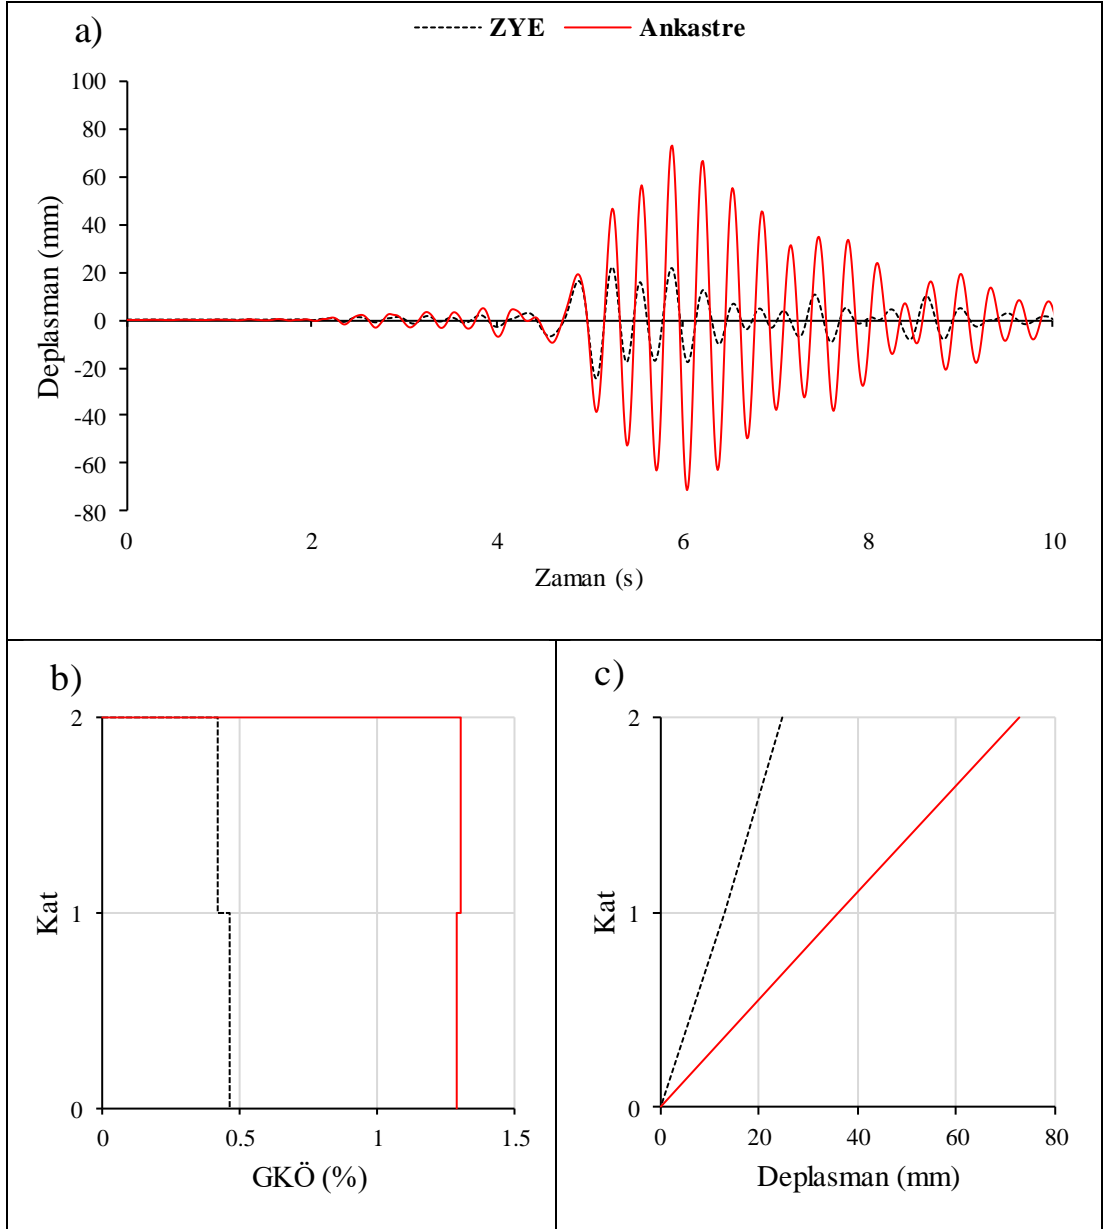 a)
ZYE Ankastre
100
80
60
40
20
0
-20
-40
-60
-80
Deplasman (mm)
0 2 4 6 8 10
Zaman (s)
b)
2
1
0
Kat
0 0.5 1 1.5
GKÖ (%)
c)
2
1
0
Kat
0 20 40 60 80
Deplasman (mm)